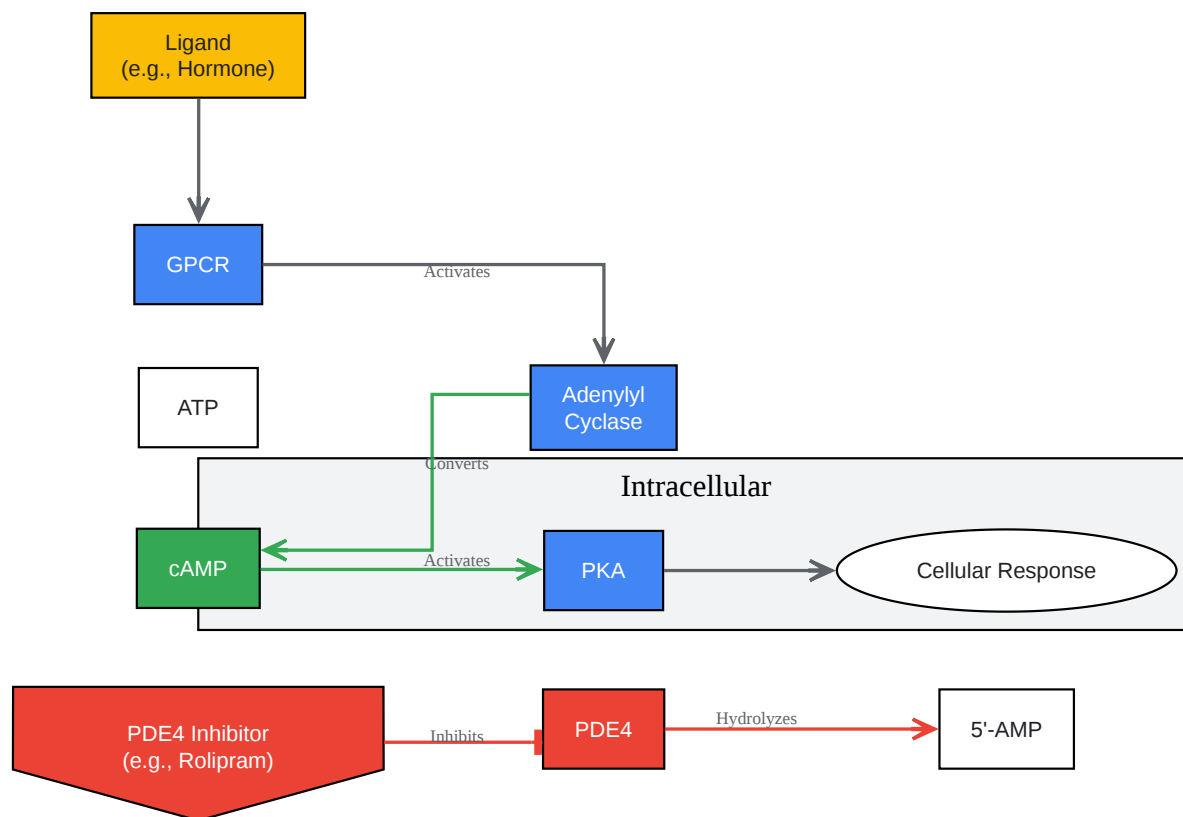 Ligand
(e.g., Hormone)
GPCR
Activates
ATP
Adenylyl
Cyclase
Converts
Intracellular
cAMP
Activates
PKA
Cellular Response
PDE4 Inhibitor
(e.g., Rolipram)
Inhibits
PDE4
Hydrolyzes
5'-AMP